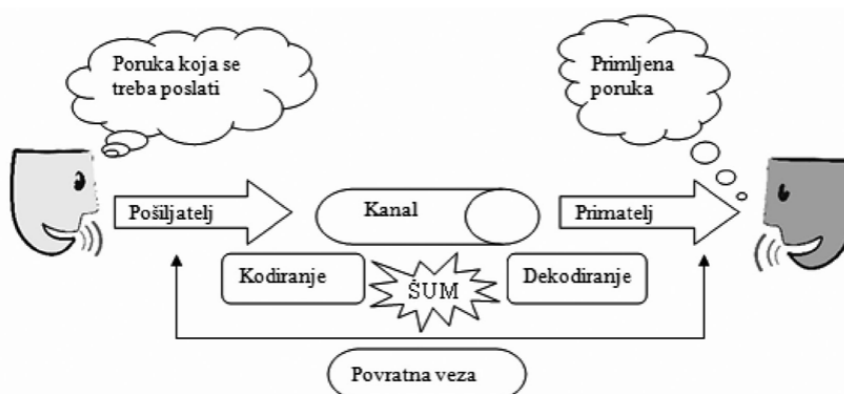 Poruka koja se
treba poslati
Primljena
poruka
Pošiljatelj
Kanal
Primatelj
Kodiranje
ŠUM
Dekodiranje
Povratna veza